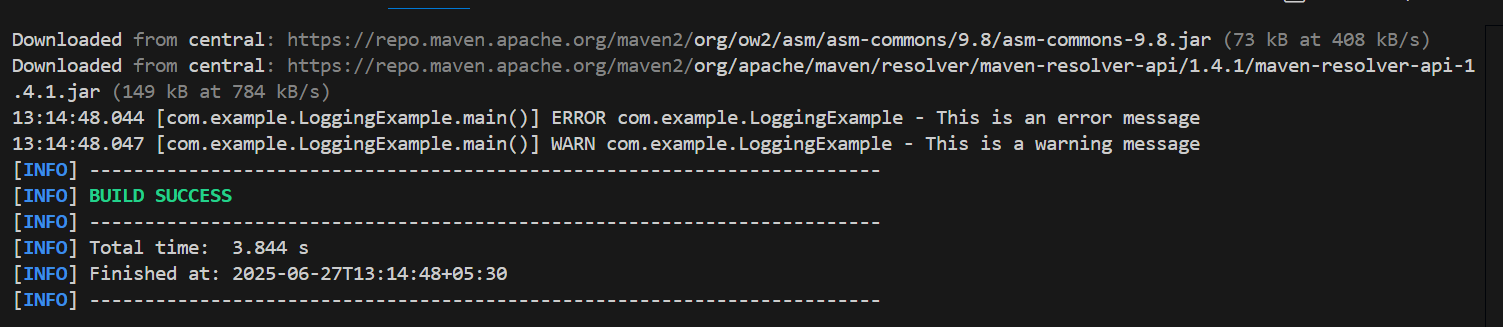 Downloaded from central: https://repo.maven.apache.org/maven2/org/ow2/asm/asm-commons/9.8/asm-commons-9.8.jar (73 kB at 408 kB/s)
Downloaded from central: https://repo.maven.apache.org/maven2/org/apache/maven/resolver/maven-resolver-api/1.4.1/maven-resolver-api-1
.4.1.jar (149 kB at 784 kB/s)
13:14:48.044 [com.example.LoggingExample.main()] ERROR com.example.LoggingExample - This is an error message
13:14:48.047 [com.example.LoggingExample.main()] WARN com.example.LoggingExample - This is a warning message
[INFO] ------------------------------------------------------------------------
[INFO] BUILD SUCCESS
[INFO] ------------------------------------------------------------------------
[INFO] Total time:  3.844 s
[INFO] Finished at: 2025-06-27T13:14:48+05:30
[INFO] ------------------------------------------------------------------------